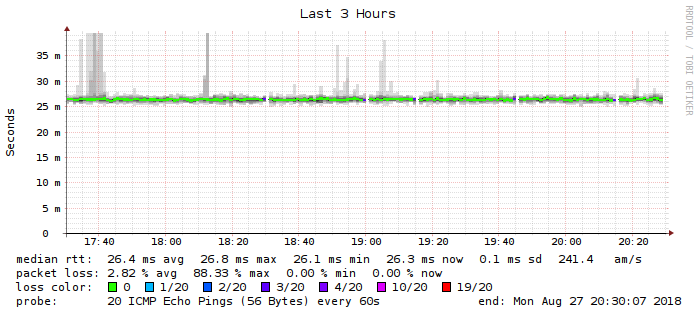 Last 3 Hours
RRDTOOL / TOBI OETIKER
Seconds
35 m
30 m
25 m
20 m
15 m
10 m
5 m
0
17:40 18:00 18:20 18:40 19:00 19:20 19:40 20:00 20:20
median rtt: 26.4 ms avg 26.8 ms max 26.1 ms min 26.3 ms now 0.1 ms sd 241.4 am/s
packet loss: 2.82 % avg 88.33 % max 0.00 % min 0.00 % now
loss color: 0 1/20 2/20 3/20 4/20 10/20 19/20
probe: 20 ICMP Echo Pings (56 Bytes) every 60s end: Mon Aug 27 20:30:07 2018